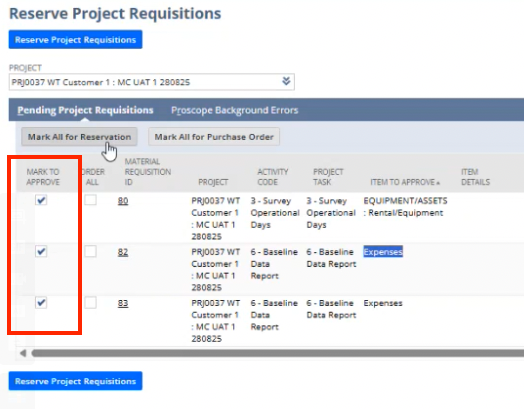 Reserve Project Requisitions
Reserve Project Requisitions
PROJECT
PRJ0037 WT Customer 1 : MC UAT 1 280825
Pending Project Requisitions Proscope Background Errors
Mark All for Reservation Mark All for Purchase Order
MARK TO APPROVE ORDER ALL MATERIAL REQUISITION ID PROJECT ACTIVITY CODE PROJECT TASK ITEM TO APPROVE ITEM DETAILS
80 PRJ0037 WT 3 - Survey 3 - Survey EQUIPMENT/ASSETS
Customer 1 Operational Operational : Rental/Equipment
: MC UAT 1 Days Days
280825
82 PRJ0037 WT 6 - Baseline 6 - Baseline Expenses
Customer 1 Data Data Report
: MC UAT 1 Report
280825
83 PRJ0037 WT 6 - Baseline 6 - Baseline Expenses
Customer 1 Data Data Report
: MC UAT 1 Report
280825
Reserve Project Requisitions